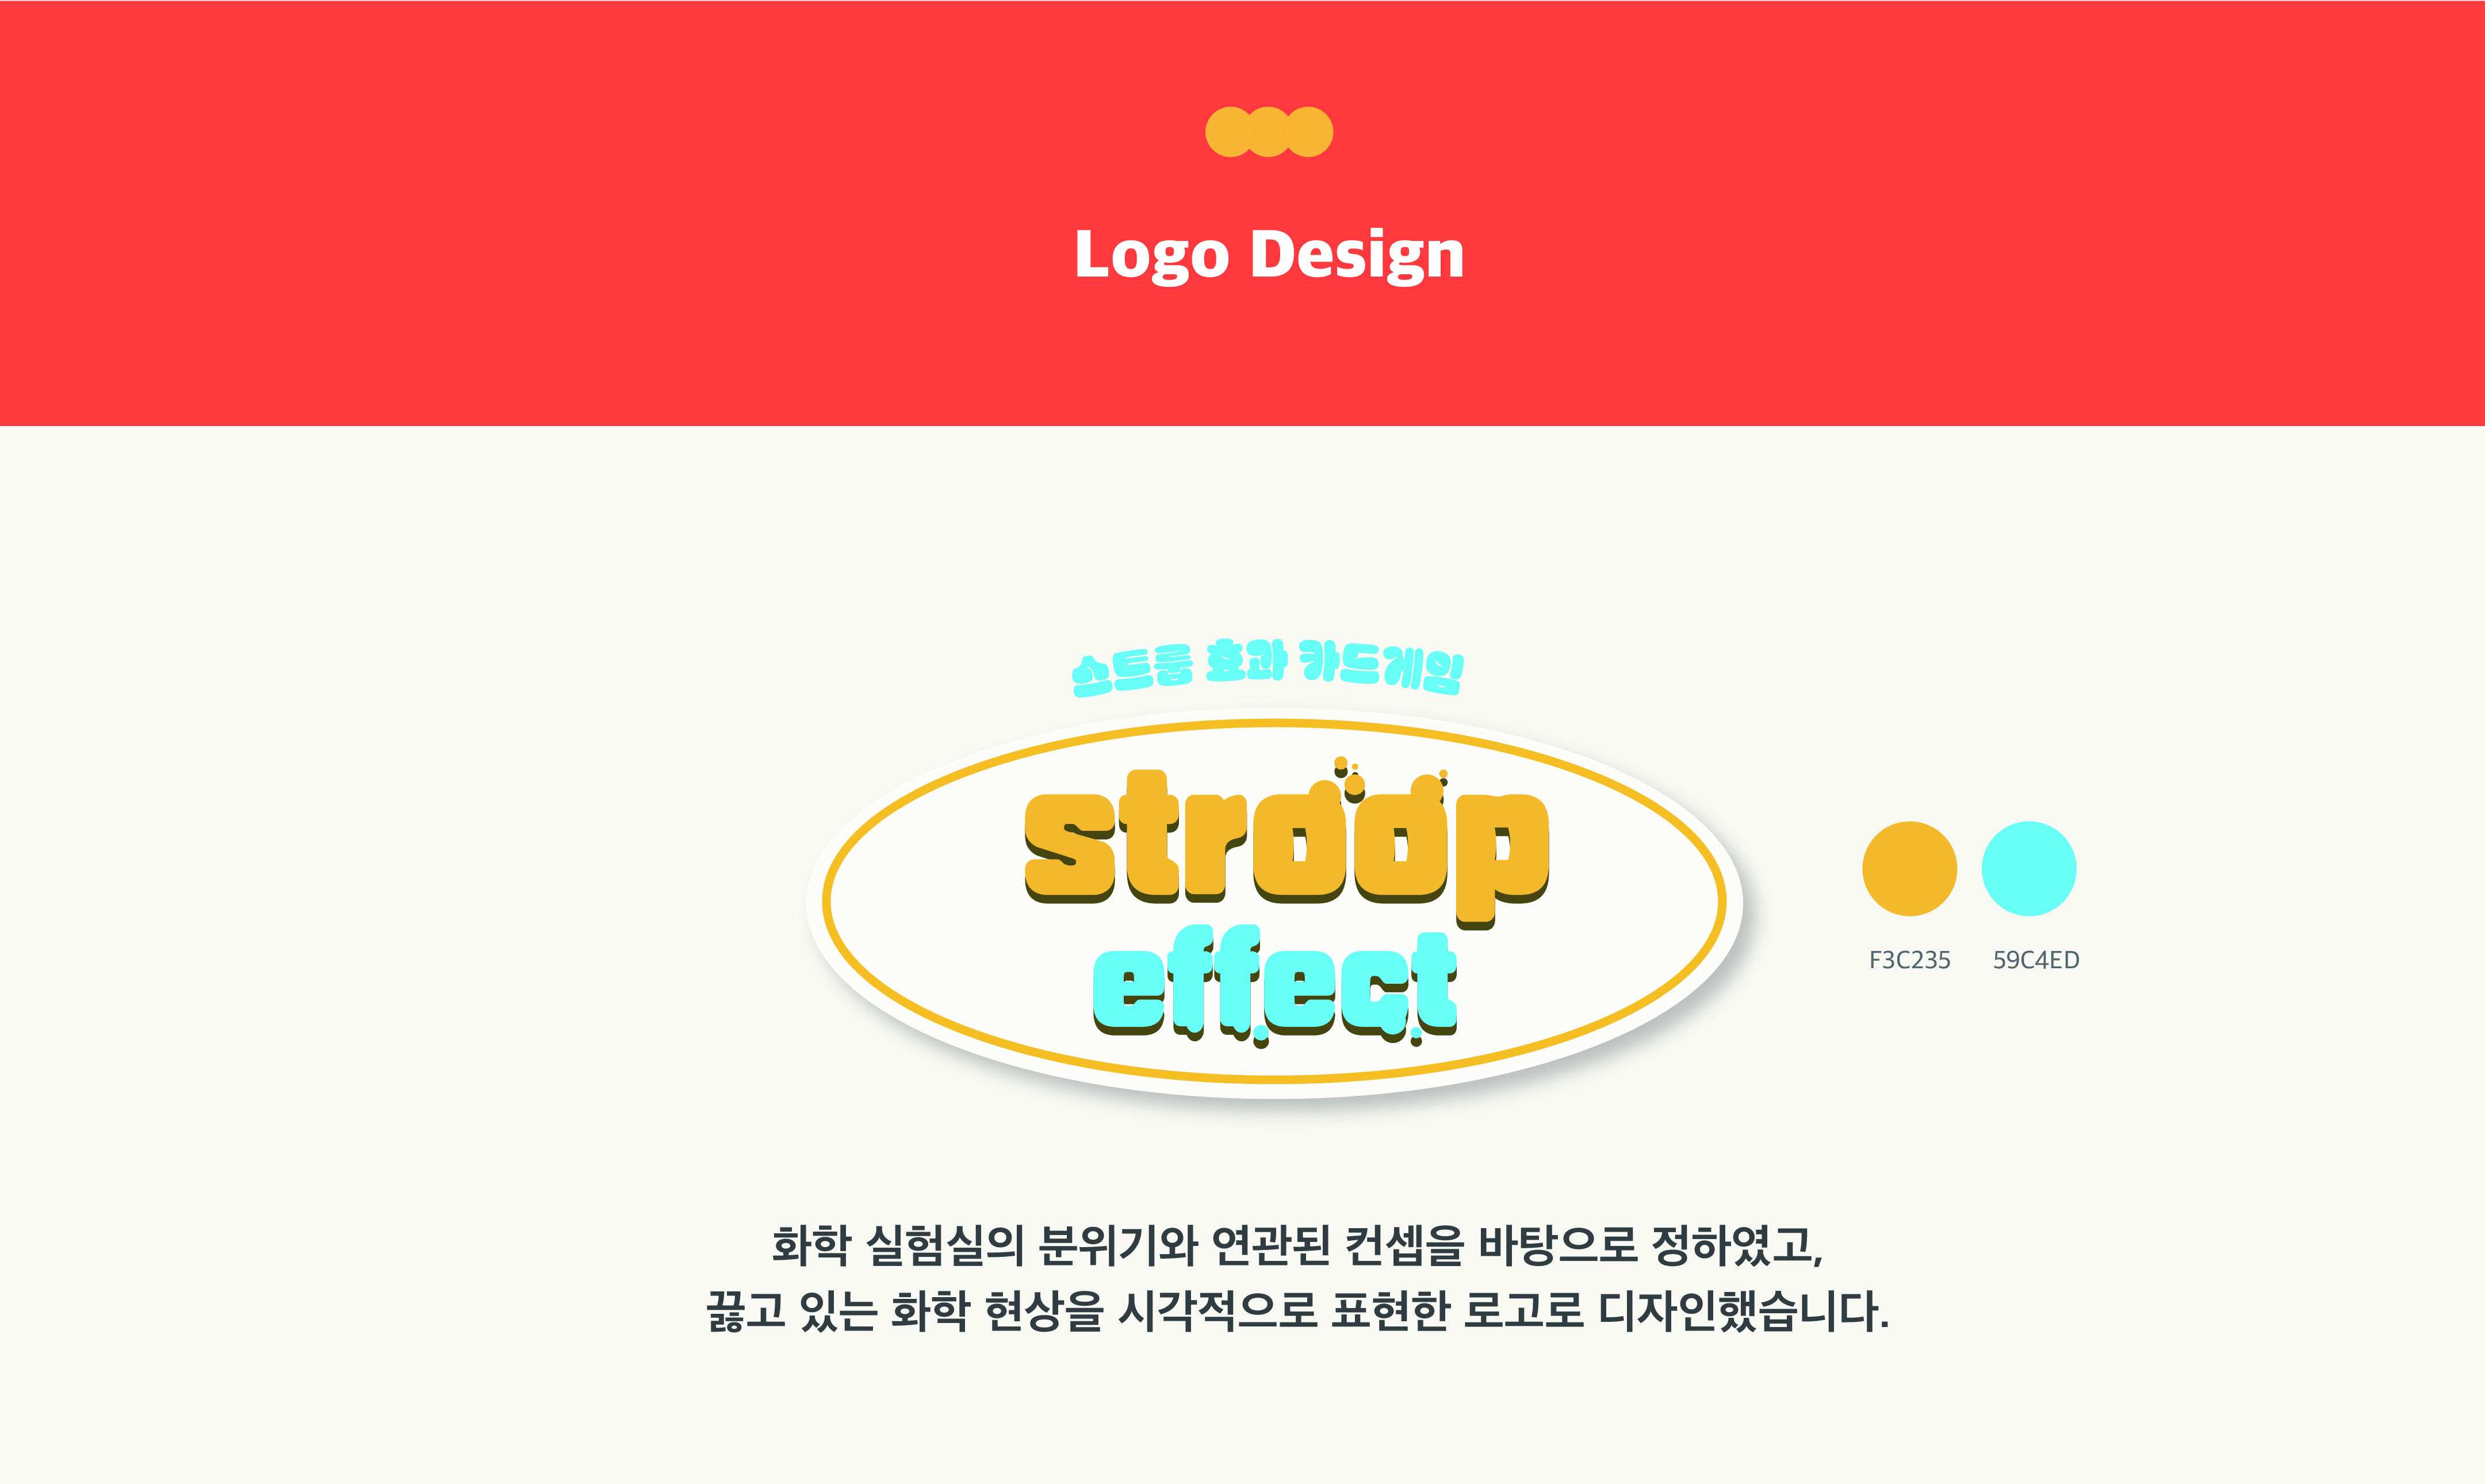 Logo Design
스트룹 효과 카드게임
stroop
effect
F3C235 59C4ED
화학 실험실의 분위기와 연관된 컨셉을 바탕으로 정하였고,
끓고 있는 화학 현상을 시각적으로 표현한 로고로 디자인했습니다.